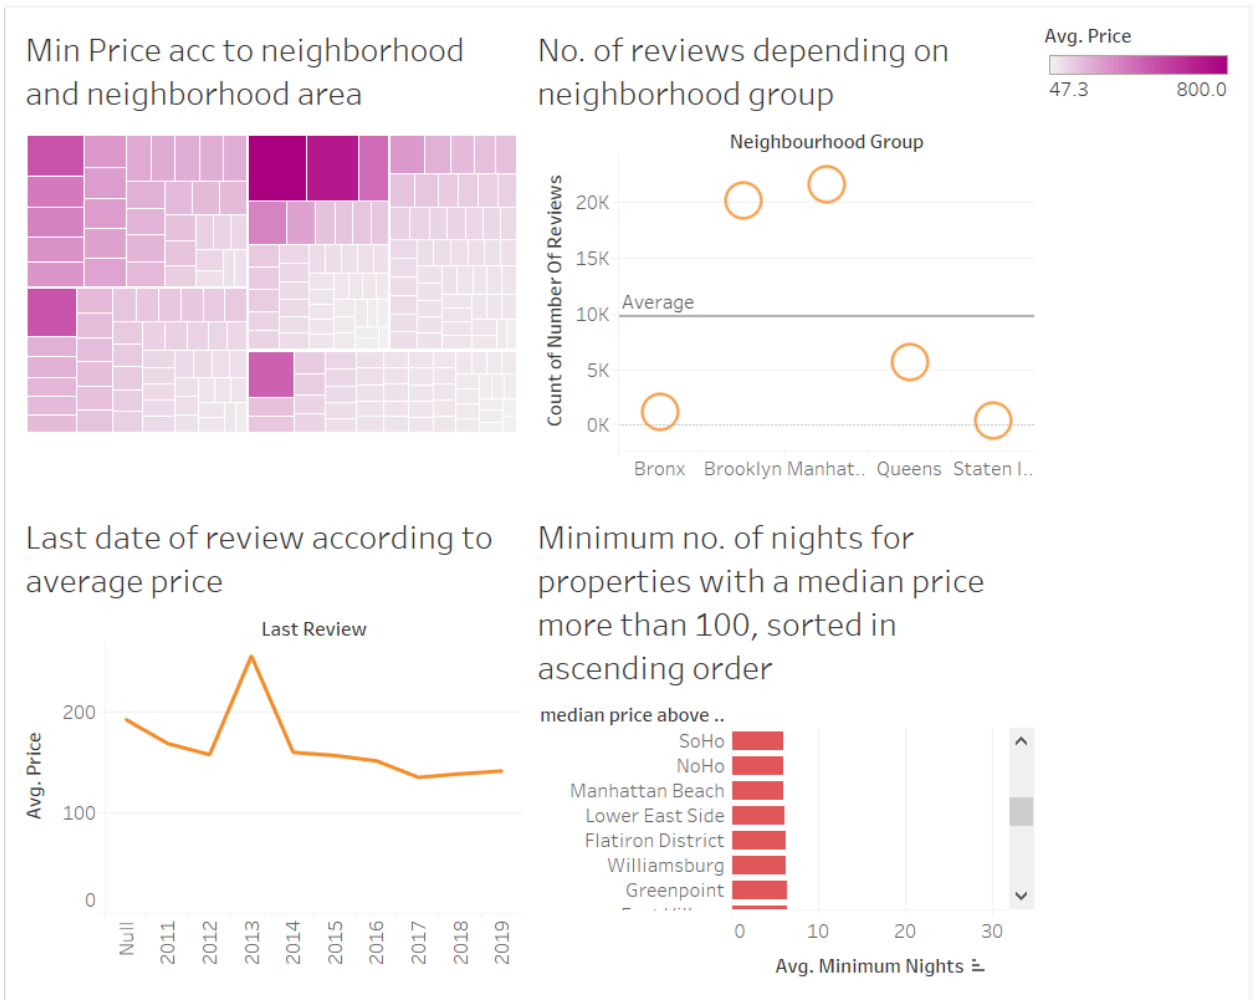 Min Price acc to neighborhood
and neighborhood area
No. of reviews depending on
neighborhood group
Avg. Price
47.3 800.0
Neighbourhood Group
Count of Number Of Reviews
20K
15K
10K
5K
0K
Average
Bronx Brooklyn Manhat.. Queens Staten I..
Last date of review according to
average price
Last Review
Avg. Price
200
100
0
Null 2011 2012 2013 2014 2015 2016 2017 2018 2019
Minimum no. of nights for
properties with a median price
more than 100, sorted in
ascending order
median price above ..
SoHo
NoHo
Manhattan Beach
Lower East Side
Flatiron District
Williamsburg
Greenpoint
0 10 20 30
Avg. Minimum Nights